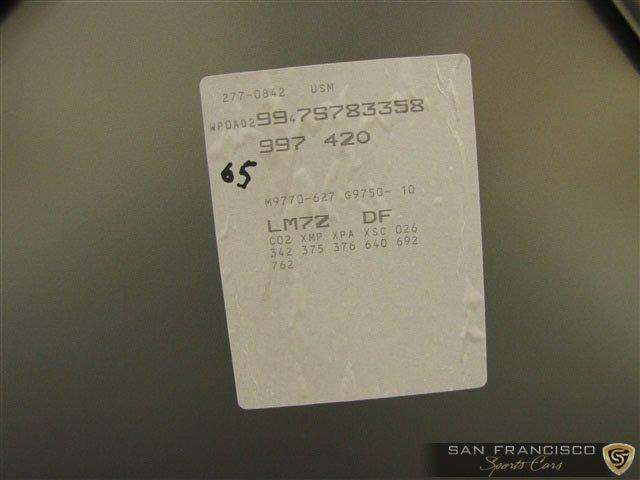 277-0842 USM
WP0AD29947S783358
997 420
65
M9770-627 G9750- 10
LM7Z DF
C02 XMP XPA XSC 026
342 375 376 640 692
762
SAN FRANCISCO
Sports Cars